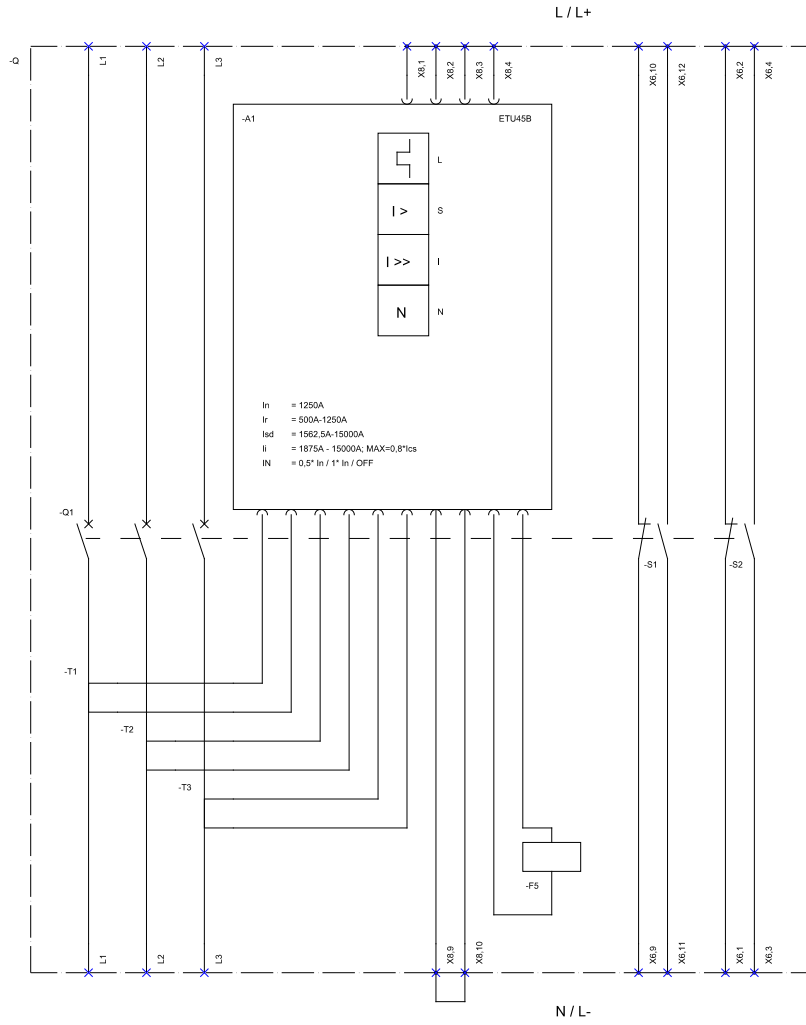 L / L+
-Q
L1
L2
L3
X8,1
X8,2
X8,3
X8,4
X6,10
X6,12
X6,2
X6,4
-A1
ETU45B
L
I >
S
I >>
I
N
N
In = 1250A
Ir = 500A-1250A
Isd = 1562,5A-15000A
Ii = 1875A - 15000A; MAX=0,8*Ics
IN = 0,5* In / 1* In / OFF
-Q1
-S1
-S2
-T1
-T2
-T3
-F5
L1
L2
L3
X8,9
X8,10
X6,9
X6,11
X6,1
X6,3
N / L-